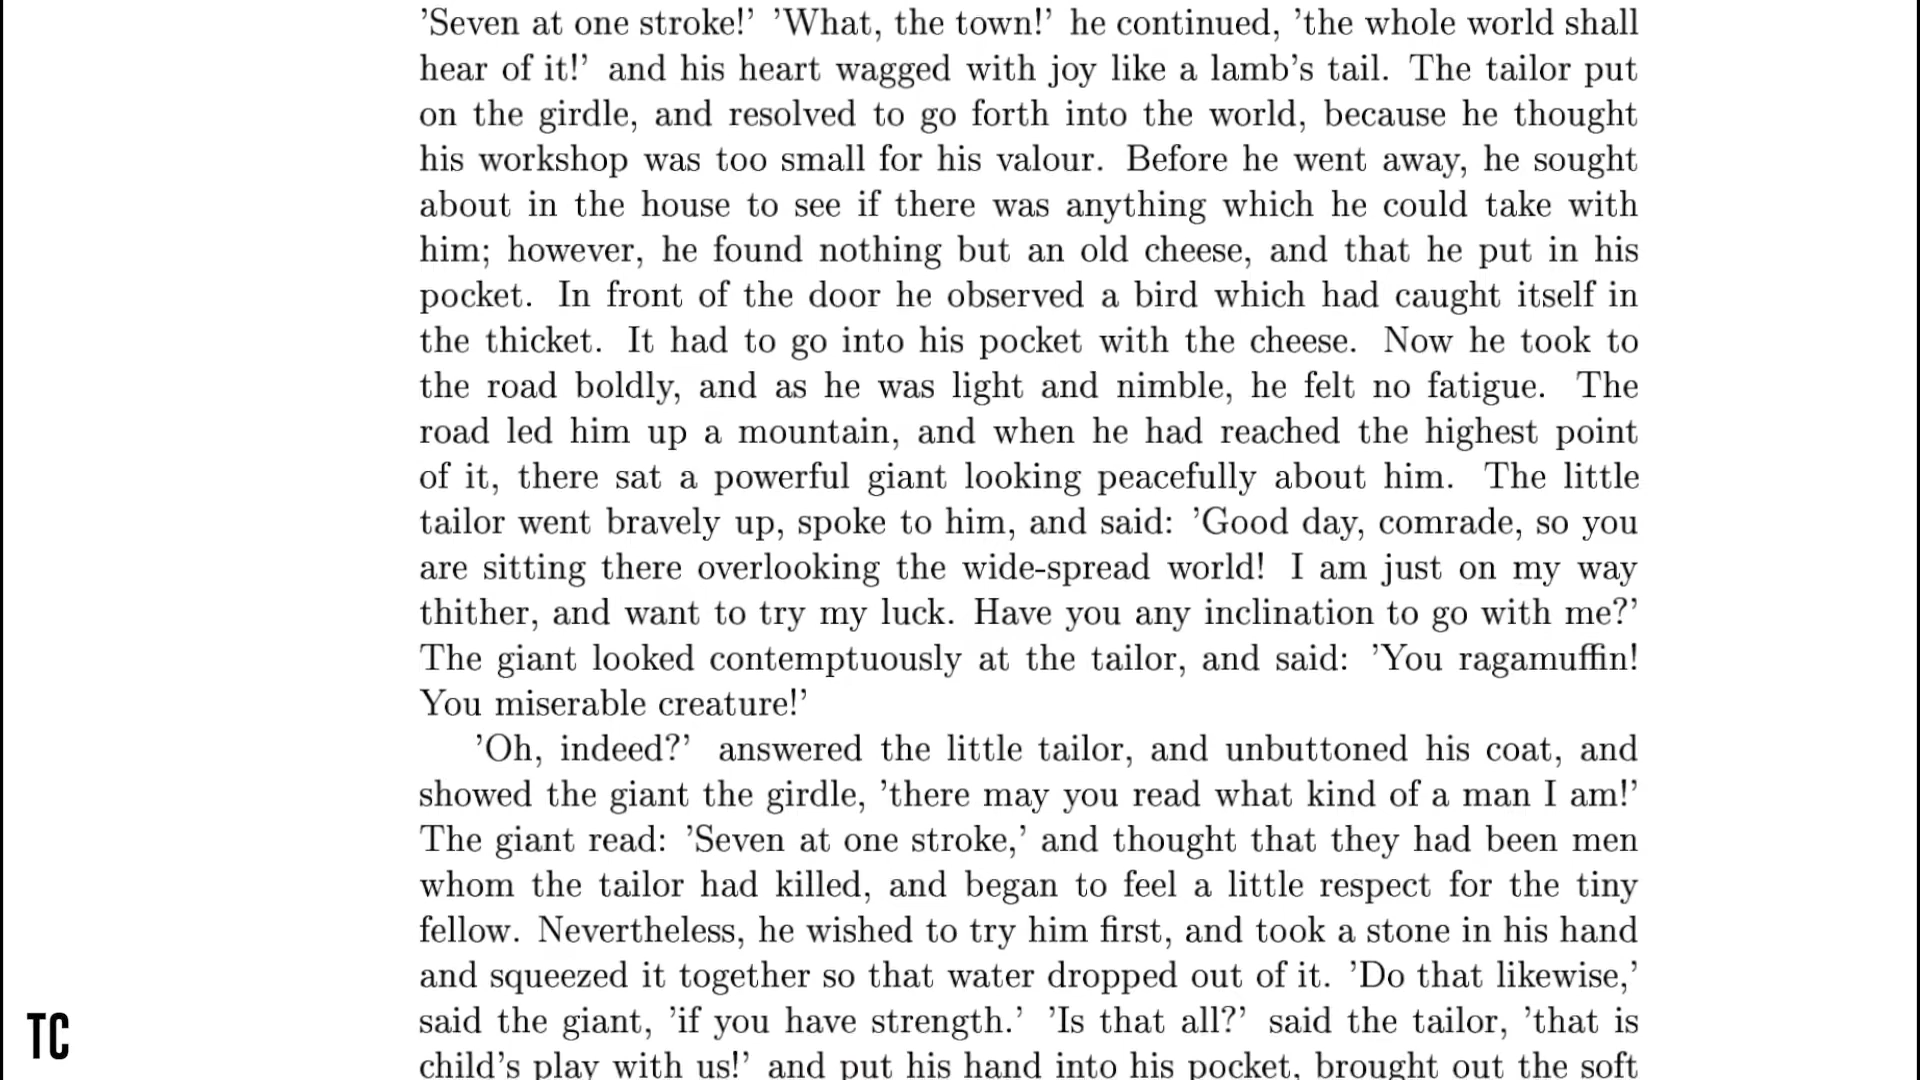 ’Seven at one stroke!’ ’What, the town!’ he continued, ’the whole world shall
hear of it!’ and his heart wagged with joy like a lamb’s tail. The tailor put
on the girdle, and resolved to go forth into the world, because he thought
his workshop was too small for his valour. Before he went away, he sought
about in the house to see if there was anything which he could take with
him; however, he found nothing but an old cheese, and that he put in his
pocket. In front of the door he observed a bird which had caught itself in
the thicket. It had to go into his pocket with the cheese. Now he took to
the road boldly, and as he was light and nimble, he felt no fatigue. The
road led him up a mountain, and when he had reached the highest point
of it, there sat a powerful giant looking peacefully about him. The little
tailor went bravely up, spoke to him, and said: ’Good day, comrade, so you
are sitting there overlooking the wide-spread world! I am just on my way
thither, and want to try my luck. Have you any inclination to go with me?’
The giant looked contemptuously at the tailor, and said: ’You ragamuffin!
You miserable creature!’
’Oh, indeed?’ answered the little tailor, and unbuttoned his coat, and
showed the giant the girdle, ’there may you read what kind of a man I am!’
The giant read: ’Seven at one stroke,’ and thought that they had been men
whom the tailor had killed, and began to feel a little respect for the tiny
fellow. Nevertheless, he wished to try him first, and took a stone in his hand
and squeezed it together so that water dropped out of it. ’Do that likewise,’
said the giant, ’if you have strength.’ ’Is that all?’ said the tailor, ’that is
child’s play with us!’ and put his hand into his pocket, brought out the soft
TC